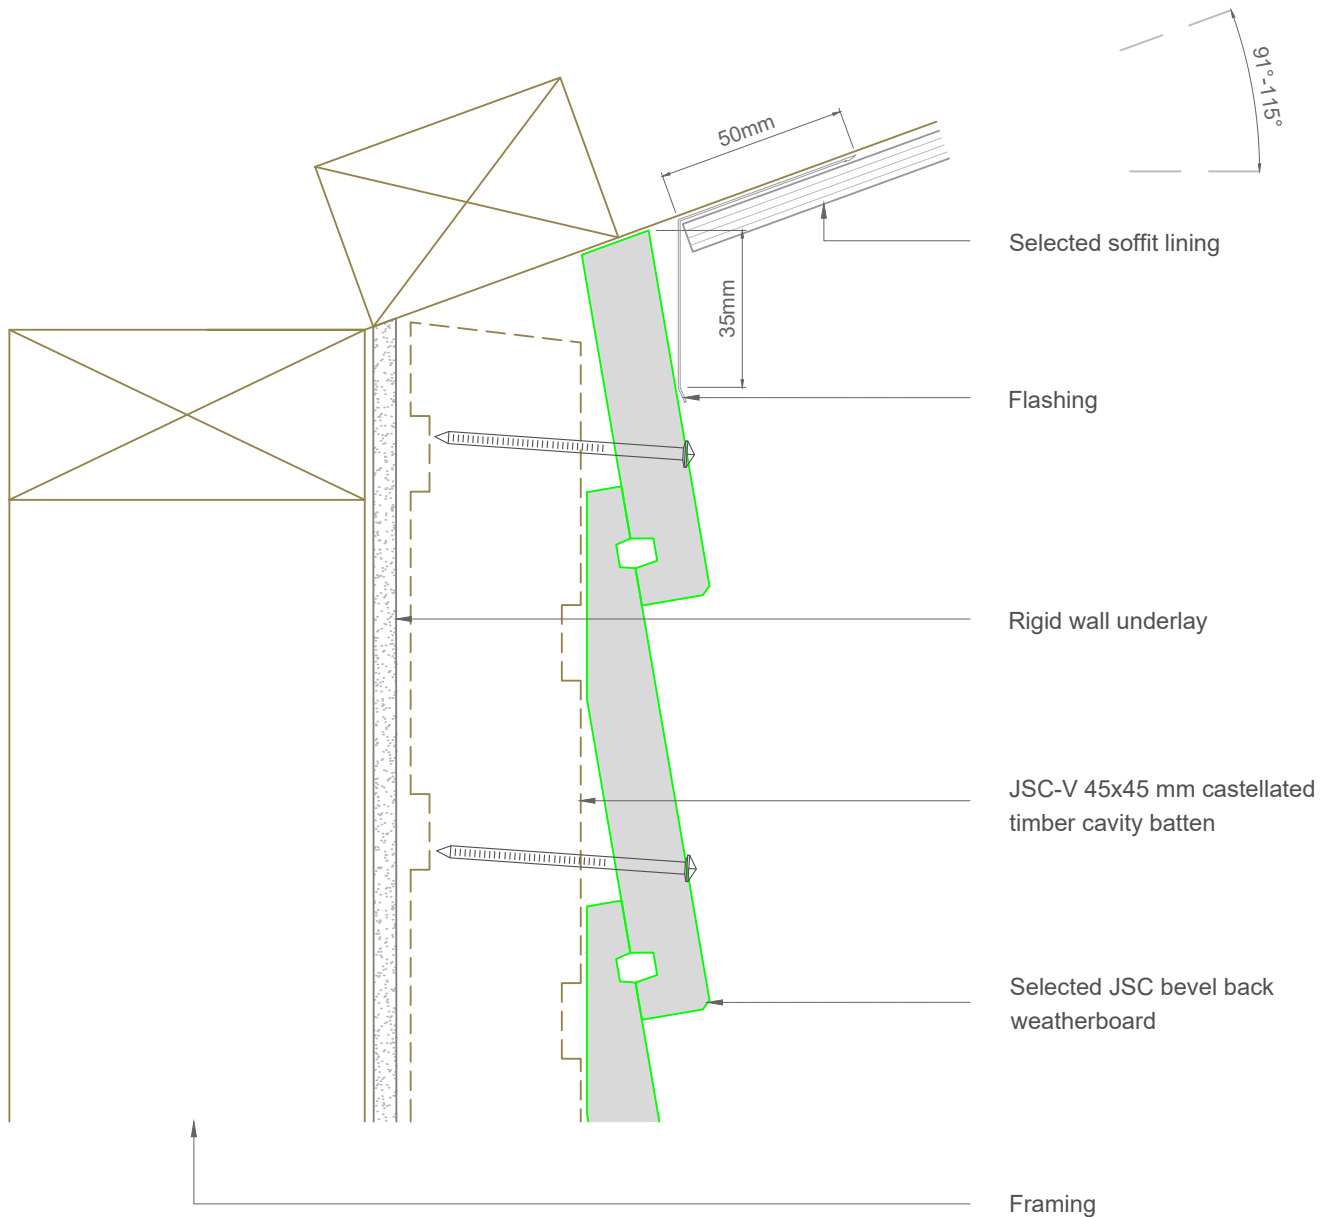 91°-115°
50mm
Selected soffit lining
35mm
Flashing
Rigid wall underlay
JSC-V 45x45 mm castellated
timber cavity batten
Selected JSC bevel back
weatherboard
Framing